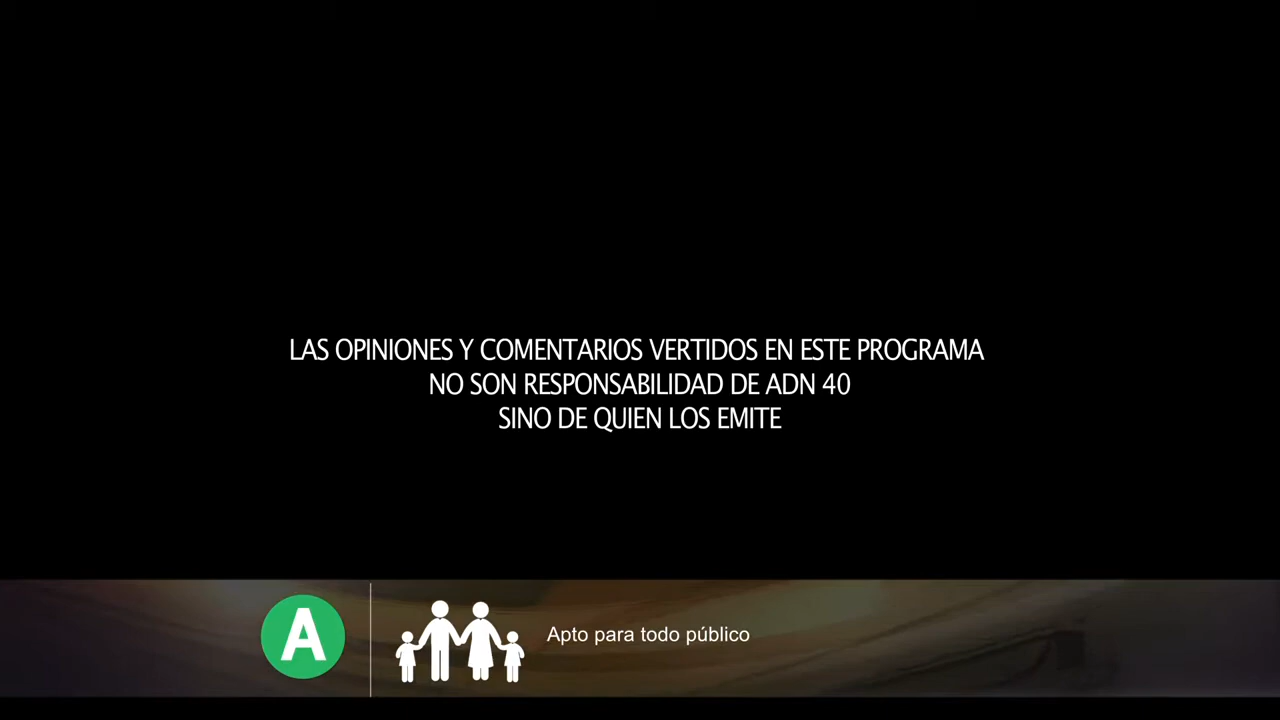 LAS OPINIONES Y COMENTARIOS VERTIDOS EN ESTE PROGRAMA
NO SON RESPONSABILIDAD DE ADN 40
SINO DE QUIEN LOS EMITE
A
Apto para todo público